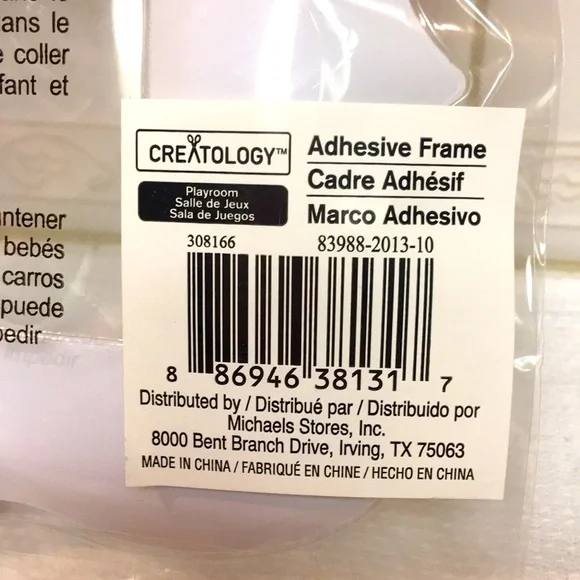 ans le
coller
fant et
ntener
bebés
carros
puede
pedir
CREATOLOGY™
Playroom
Salle de Jeux
Sala de Juegos
Adhesive Frame
Cadre Adhésif
Marco Adhesivo
308166 83988-2013-10
8 86946 38131 7
Distributed by / Distribué par / Distribuido por
Michaels Stores, Inc.
8000 Bent Branch Drive, Irving, TX 75063
MADE IN CHINA / FABRIQUÉ EN CHINE / HECHO EN CHINA